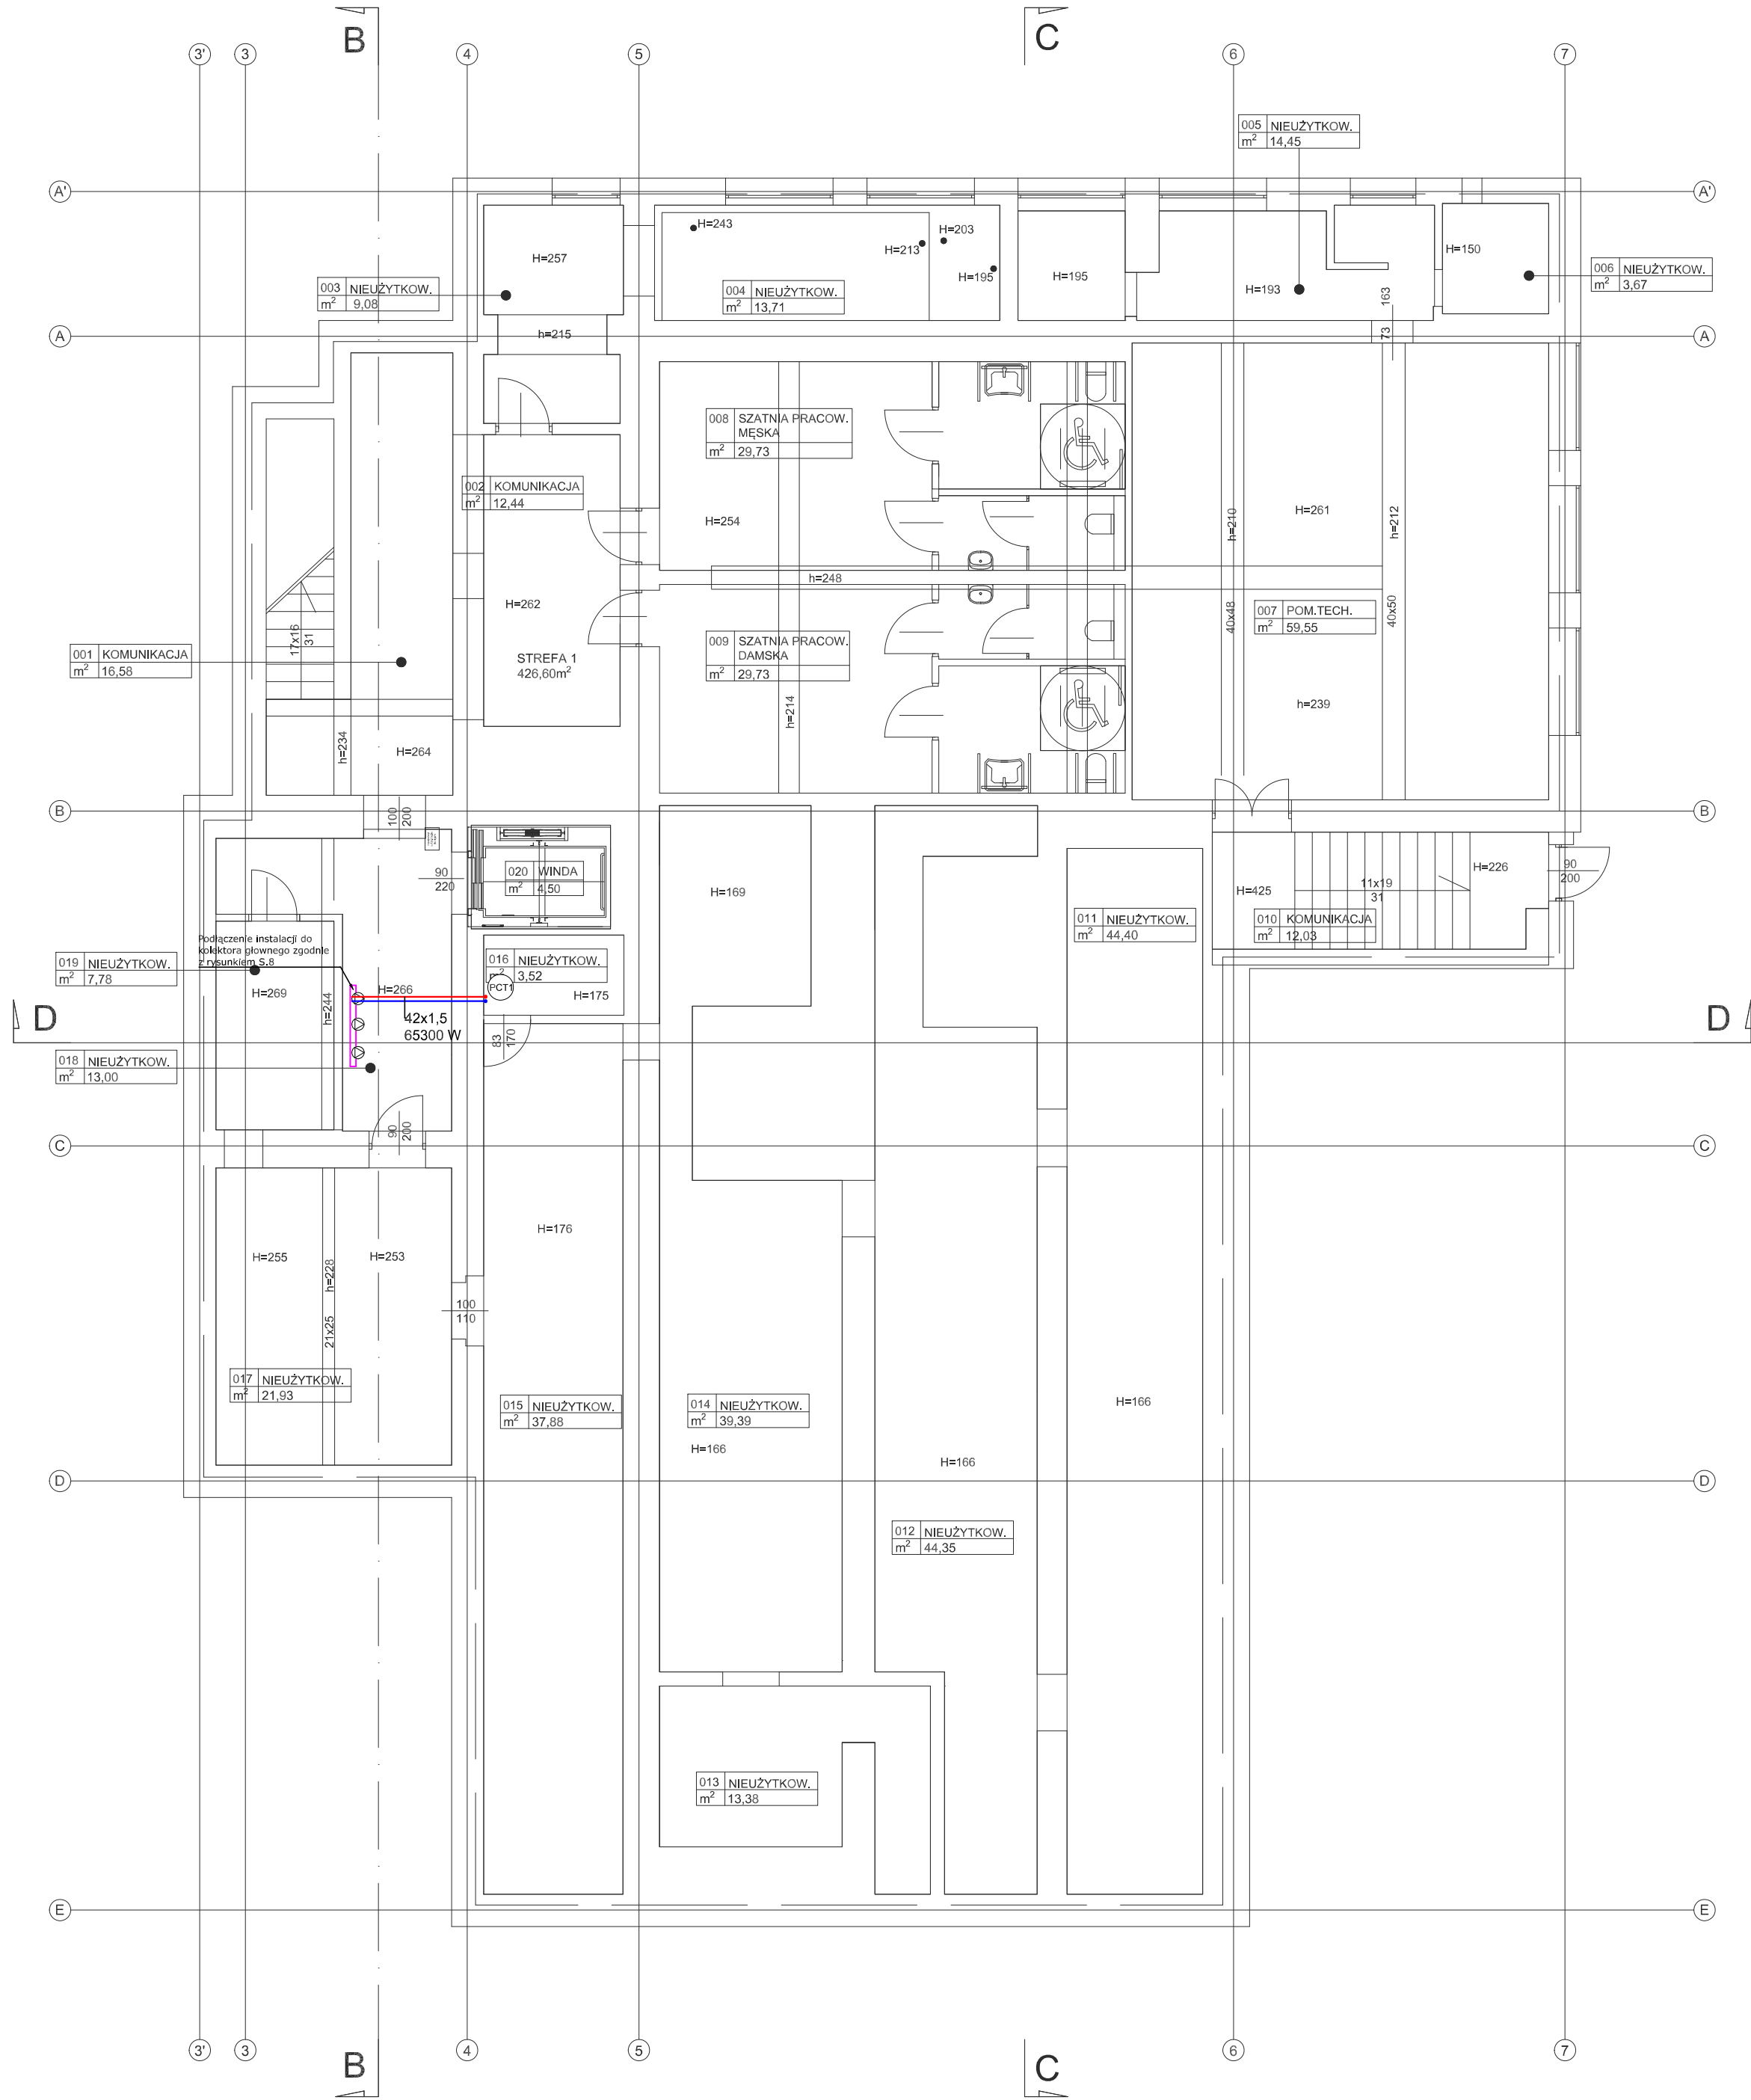 B
C
3'
3
4
5
6
7
005 NIEUŻYTKOW.
m² 14,45
A'
A'
H=243
H=203
H=257
H=213
H=150
003 NIEUŻYTKOW.
m² 9,08
H=195
H=195
006 NIEUŻYTKOW.
m² 3,67
004 NIEUŻYTKOW.
m² 13,71
H=193
163
73
A
h=215
A
008 SZATNIA PRACOW.
MĘSKA
m² 29,73
002 KOMUNIKACJA
m² 12,44
H=254
h=210
H=261
h=212
h=248
H=262
17x16
31
40x48
007 POM.TECH.
m² 59,55
40x50
001 KOMUNIKACJA
m² 16,58
009 SZATNIA PRACOW.
DAMSKA
m² 29,73
STREFA 1
426,60m²
h=214
h=239
h=234
H=264
B
100
200
B
90
220
020 WINDA
m² 4,50
H=169
H=226
90
200
H=425
11x19
31
011 NIEUŻYTKOW.
m² 44,40
010 KOMUNIKACJA
m² 12,03
Podłączenie instalacji do
kolektora głownego zgodnie
z rysunkiem S.8
019 NIEUŻYTKOW.
m² 7,78
016 NIEUŻYTKOW.
m² 3,52
PCT1
H=175
H=269
h=244
H=266
42x1,5
65300 W
D
D
83
170
018 NIEUŻYTKOW.
m² 13,00
90
200
C
C
H=176
H=255
h=228
H=253
100
110
21x25
017 NIEUŻYTKOW.
m² 21,93
015 NIEUŻYTKOW.
m² 37,88
014 NIEUŻYTKOW.
m² 39,39
H=166
H=166
H=166
D
D
012 NIEUŻYTKOW.
m² 44,35
013 NIEUŻYTKOW.
m² 13,38
E
E
3'
3
4
5
6
7
B
C